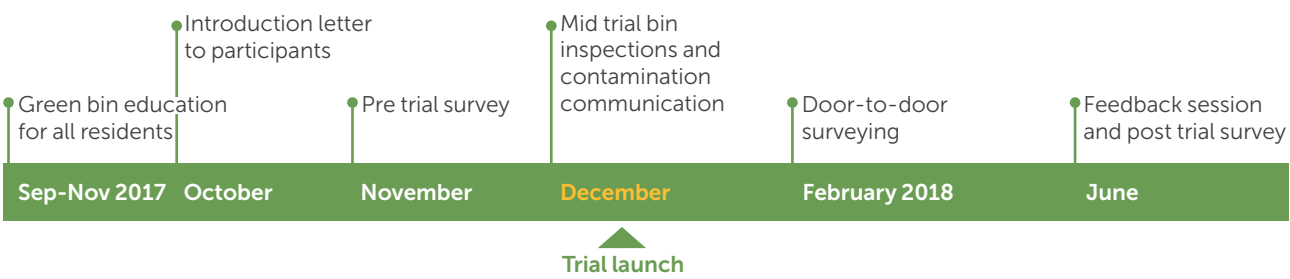 Introduction letter
to participants
Mid trial bin
inspections and
contamination
communication
Green bin education
for all residents
Pre trial survey
Door-to-door
surveying
Feedback session
and post trial survey
Sep-Nov 2017
October
November
December
February 2018
June
Trial launch